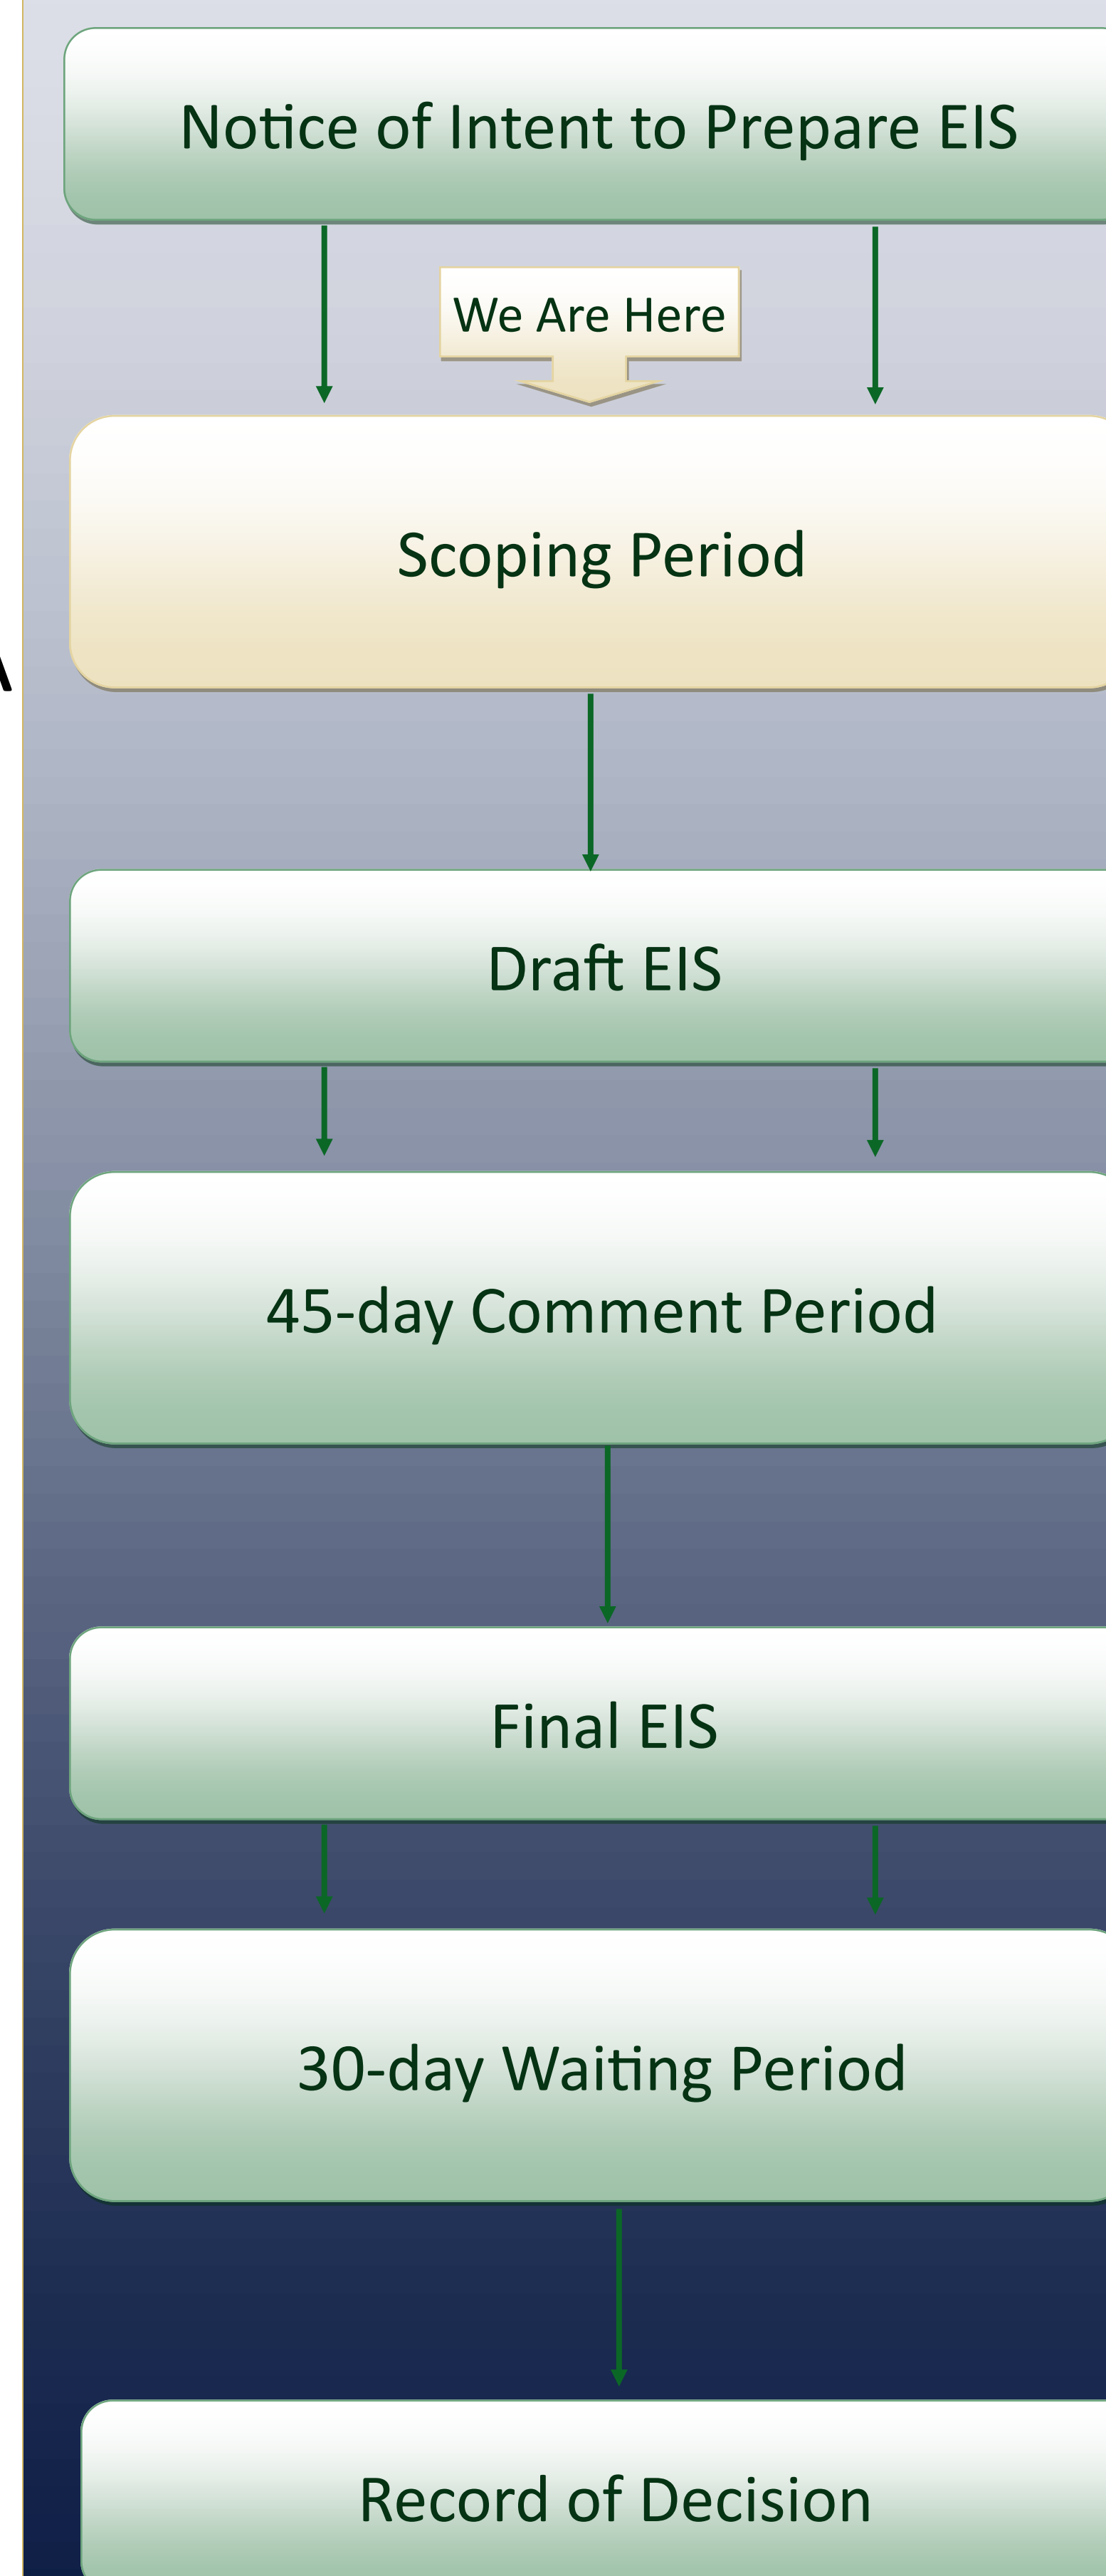 Notice of Intent to Prepare EIS
We Are Here
Scoping Period
Draft EIS
45-day Comment Period
Final EIS
30-day Waiting Period
Record of Decision